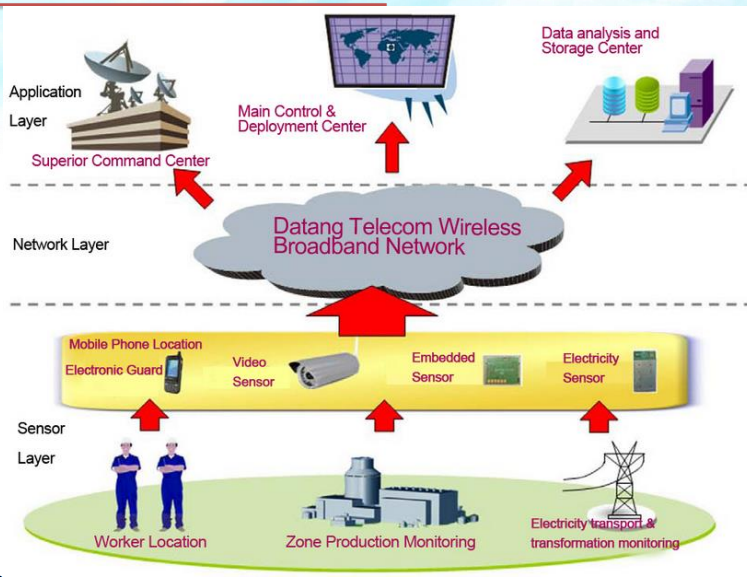 Data analysis and
Storage Center
Application
Layer
Main Control &
Deployment Center
Superior Command Center
Datang Telecom Wireless
Broadband Network
Network Layer
Mobile Phone Location
Electronic Guard
Video
Sensor
Embedded
Sensor
Electricity
Sensor
Sensor
Layer
Worker Location
Zone Production Monitoring
Electricity transport &
transformation monitoring